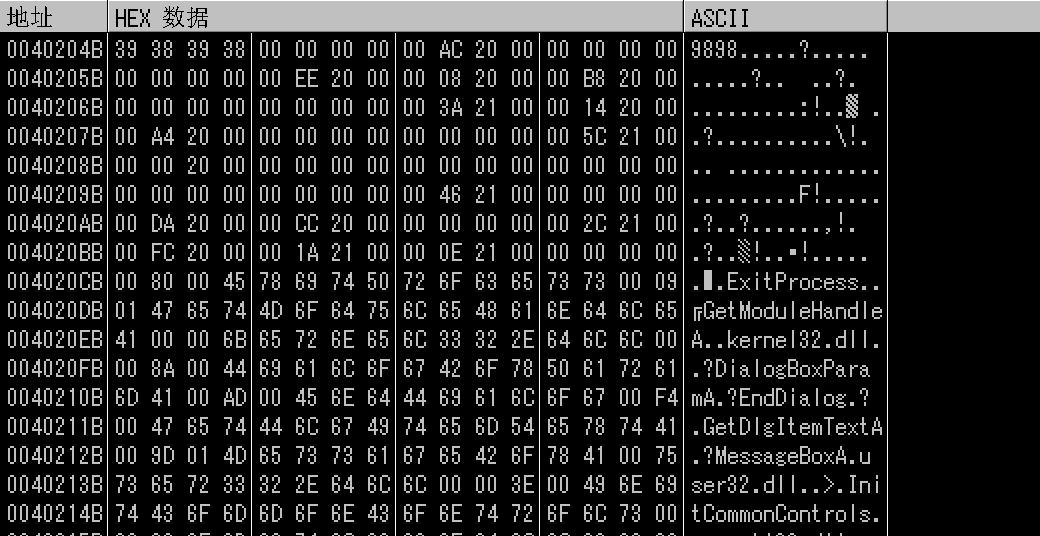 地址 HEX 数据 ASCII
0040204B 39 38 39 38 00 00 00 00 00 AC 20 00 00 00 00 00 9898.....?.....
0040205B 00 00 00 00 00 EE 20 00 00 08 20 00 00 B8 20 00 .....?.. ..?.
0040206B 00 00 00 00 00 00 00 00 00 3A 21 00 00 14 20 00 .........:!..▒ .
0040207B 00 A4 20 00 00 00 00 00 00 00 00 00 00 5C 21 00 .?..........\!.
0040208B 00 00 20 00 00 00 00 00 00 00 00 00 00 00 00 00 .. .............
0040209B 00 00 00 00 00 00 00 00 00 46 21 00 00 00 00 00 .........F!.....
004020AB 00 DA 20 00 00 CC 20 00 00 00 00 00 00 2C 21 00 .?..?......,!.
004020BB 00 FC 20 00 00 1A 21 00 00 0E 21 00 00 00 00 00 .?..▒!..▪!.....
004020CB 00 80 00 45 78 69 74 50 72 6F 63 65 73 73 00 09 .█.ExitProcess..
004020DB 01 47 65 74 4D 6F 64 75 6C 65 48 61 6E 64 6C 65 ╔GetModuleHandle
004020EB 41 00 00 6B 65 72 6E 65 6C 33 32 2E 64 6C 6C 00 A..kernel32.dll.
004020FB 00 8A 00 44 69 61 6C 6F 67 42 6F 78 50 61 72 61 .?DialogBoxPara
0040210B 6D 41 00 AD 00 45 6E 64 44 69 61 6C 6F 67 00 F4 mA.?EndDialog.?
0040211B 00 47 65 74 44 6C 67 49 74 65 6D 54 65 78 74 41 .GetDlgItemTextA
0040212B 00 9D 01 4D 65 73 73 61 67 65 42 6F 78 41 00 75 .?MessageBoxA.u
0040213B 73 65 72 33 32 2E 64 6C 6C 00 00 3E 00 49 6E 69 ser32.dll..>.Ini
0040214B 74 43 6F 6D 6D 6F 6E 43 6F 6E 74 72 6F 6C 73 00 tCommonControls.